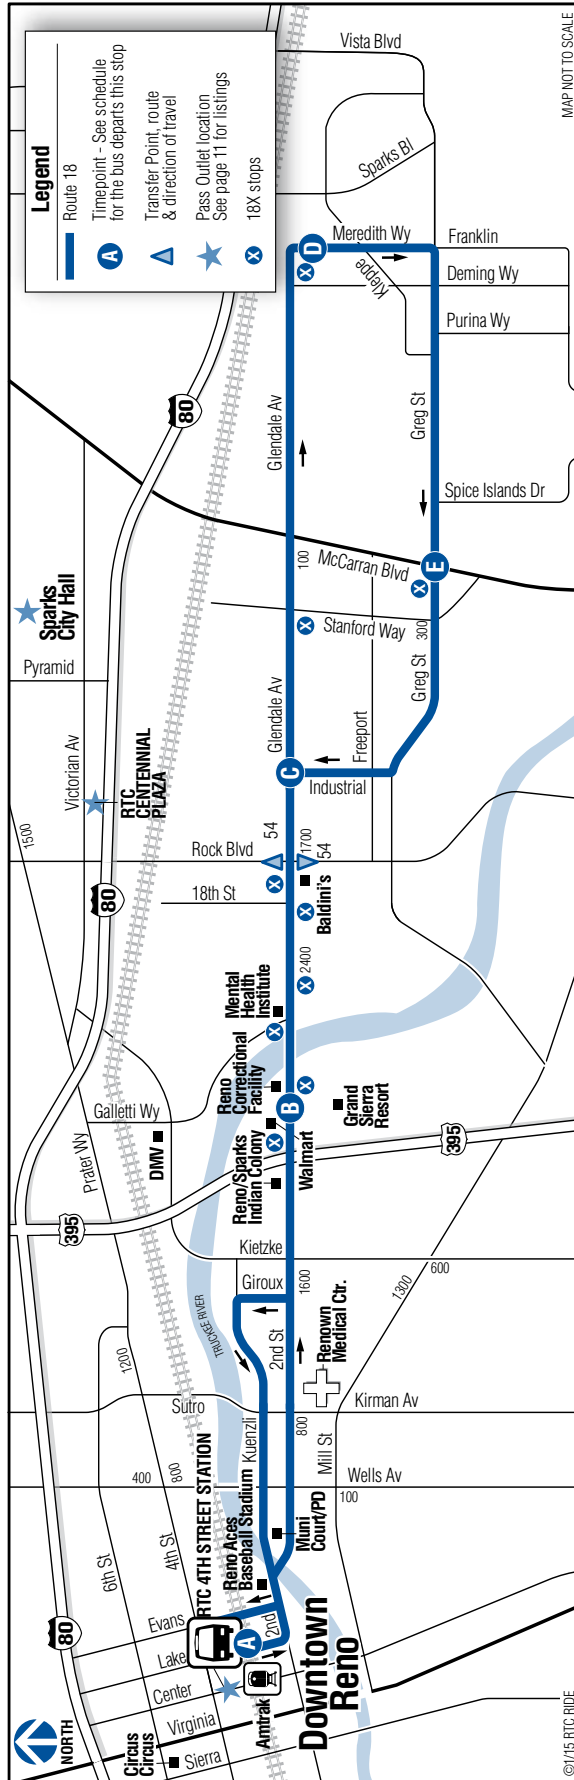 Legend
Route 18
A
Timepoint - See schedule
for the bus departs this stop
Transfer Point, route
& direction of travel
Pass Outlet location
See page 11 for listings
X
18X stops
NORTH
Circus
Circus
Sierra
Virginia
Center
Lake
Evans
80
6th St
4th St
Amtrak
A
2nd
Downtown
Reno
RTC 4TH STREET STATION
Reno Aces
Baseball Stadium
Muni
Court/PD
400
800
1200
Wells Av
100
Sutro
Kuenzli
800
Mill St
Kirman Av
Renown
Medical Ctr.
2nd St
TRUCKEE RIVER
Giroux
1600
Kietzke
1300
600
395
Prater Wy
DMV
Galletti Wy
Reno/Sparks
Indian Colony
X
Walmart
B
395
Reno
Correctional
Facility
X
Grand
Sierra
Resort
Mental
Health
Institute
X
X
2400
80
18th St
X
X
Baldini's
Rock Blvd
54
1700
54
1500
Victorian Av
RTC
CENTENNIAL
PLAZA
Pyramid
Sparks
City Hall
C
Industrial
Glendale Av
Freeport
X
Stanford Way
Greg St
300
X
E
McCarran Blvd
100
80
Glendale Av
Spice Islands Dr
Greg St
Purina Wy
Deming Wy
Kleppe
X
D
Meredith Wy
Franklin
Sparks Bl
Vista Blvd
©1/15 RTC RIDE
MAP NOT TO SCALE